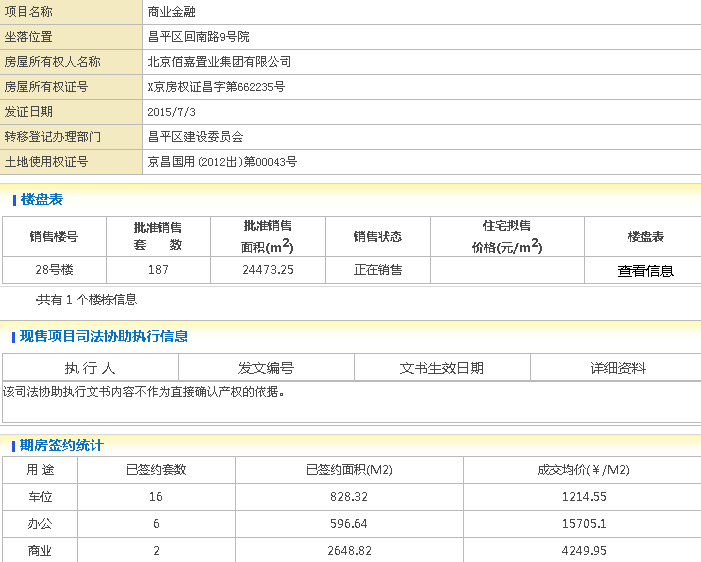 项目名称 商业金融
坐落位置 昌平区回南路9号院
房屋所有权人名称 北京佰嘉置业集团有限公司
房屋所有权证号 X京房权证昌字第662235号
发证日期 2015/7/3
转移登记办理部门 昌平区建设委员会
土地使用权证号 京昌国用(2012出)第00043号
楼盘表
销售楼号 批准销售套 数 批准销售面积(m2) 销售状态 住宅拟售价格(元/m2) 楼盘表
28号楼 187 24473.25 正在销售 查看信息
·共有 1 个楼栋信息
现售项目司法协助执行信息
执 行 人 发文编号 文书生效日期 详细资料
该司法协助执行文书内容不作为直接确认产权的依据。
期房签约统计
用 途 已签约套数 已签约面积(M2) 成交均价(￥/M2)
车位 16 828.32 1214.55
办公 6 596.64 15705.1
商业 2 2648.82 4249.95